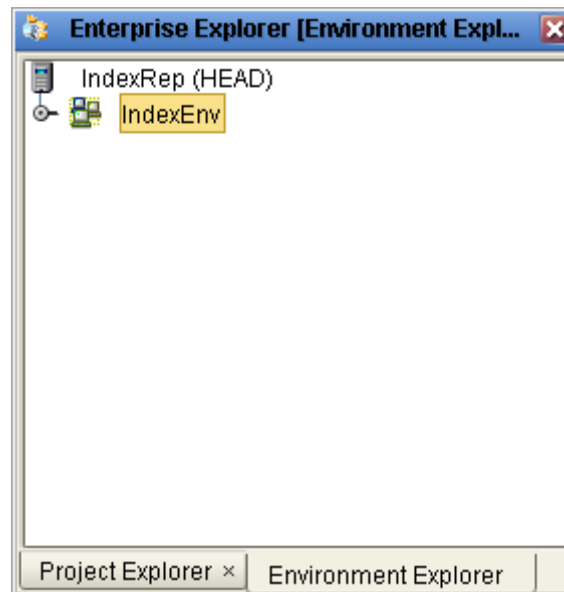 Enterprise Explorer [Environment Expl...
IndexRep (HEAD)
IndexEnv
Project Explorer ×
Environment Explorer